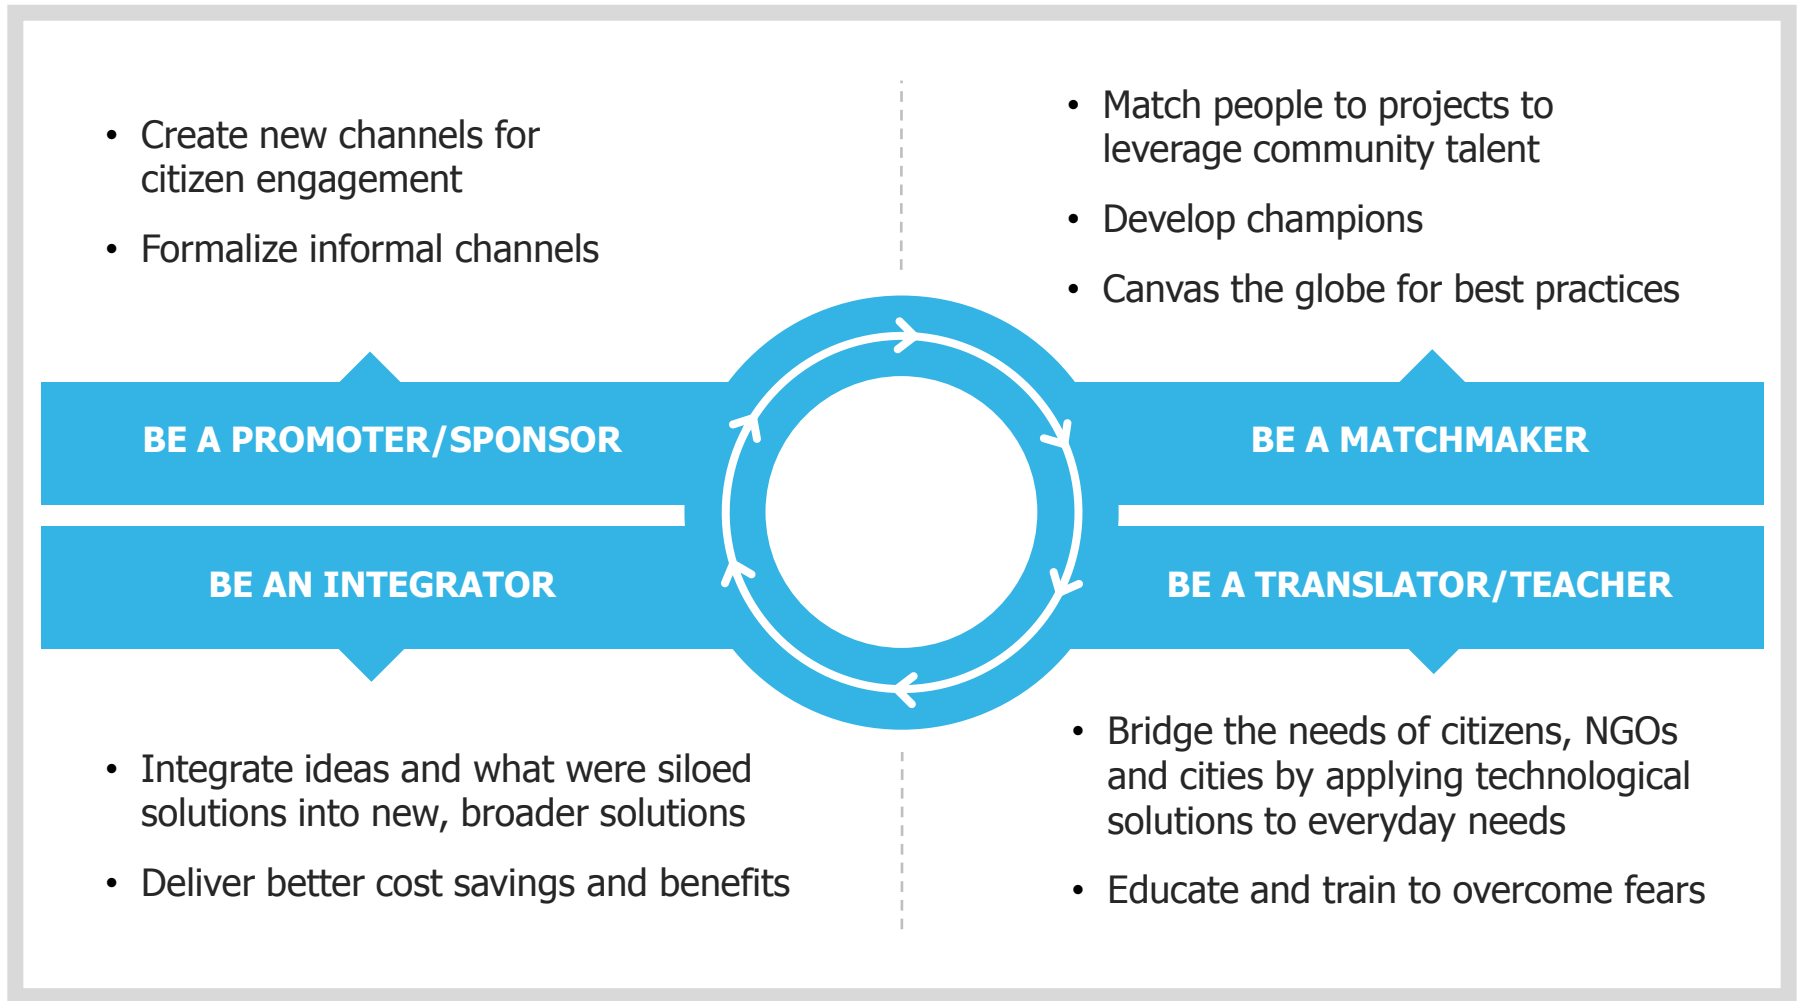 • Create new channels for
citizen engagement
• Formalize informal channels
• Match people to projects to
leverage community talent
• Develop champions
• Canvas the globe for best practices
BE A PROMOTER/SPONSOR
BE A MATCHMAKER
BE AN INTEGRATOR
BE A TRANSLATOR/TEACHER
• Integrate ideas and what were siloed
solutions into new, broader solutions
• Deliver better cost savings and benefits
• Bridge the needs of citizens, NGOs
and cities by applying technological
solutions to everyday needs
• Educate and train to overcome fears